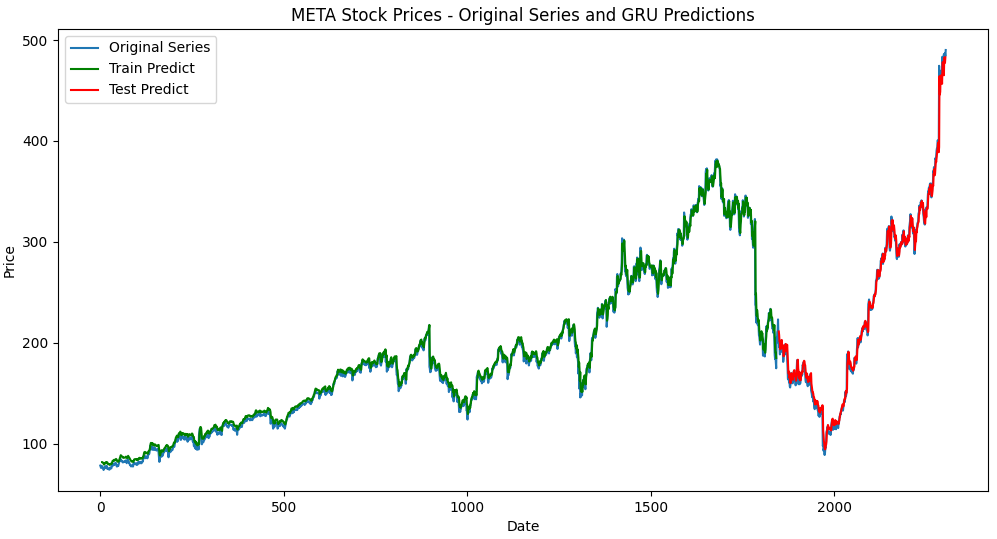 META Stock Prices - Original Series and GRU Predictions
Original Series
Train Predict
Test Predict
500
400
300
200
100
Price
0
500
1000
1500
2000
Date